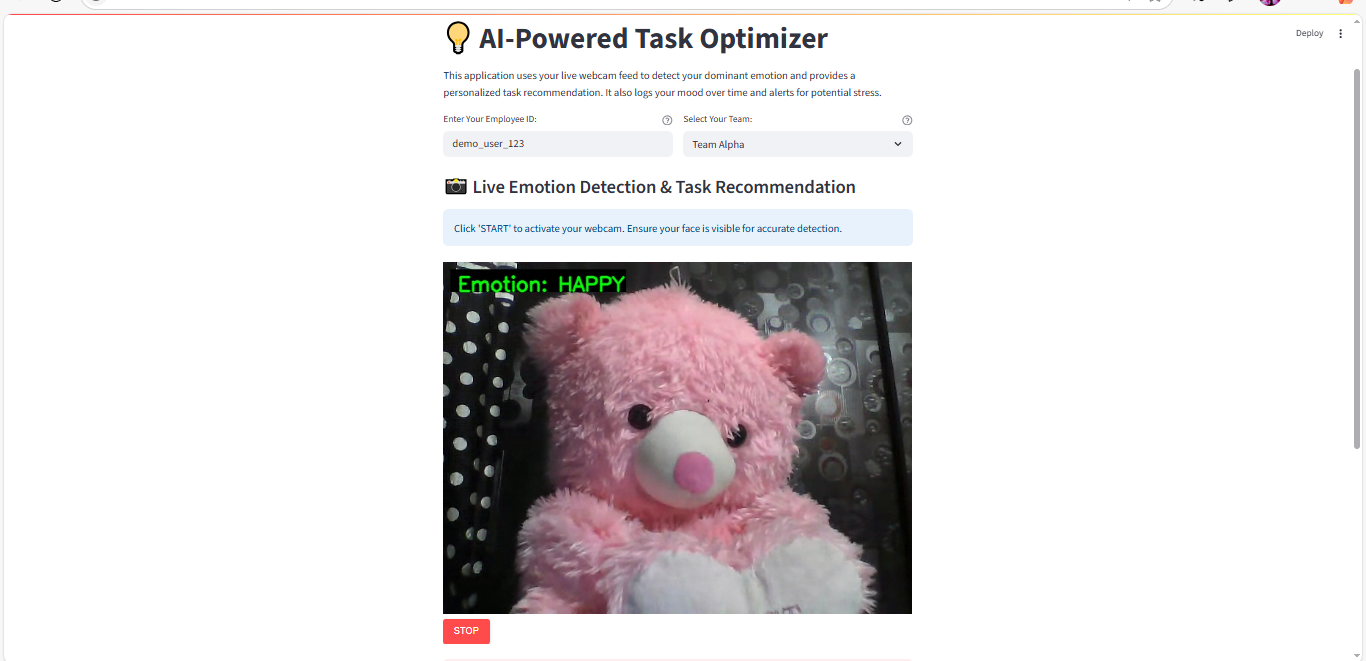 AI-Powered Task Optimizer
Deploy
This application uses your live webcam feed to detect your dominant emotion and provides a
personalized task recommendation. It also logs your mood over time and alerts for potential stress.
Enter Your Employee ID:
Select Your Team:
demo_user_123
Team Alpha
Live Emotion Detection & Task Recommendation
Click 'START' to activate your webcam. Ensure your face is visible for accurate detection.
Emotion: HAPPY
STOP